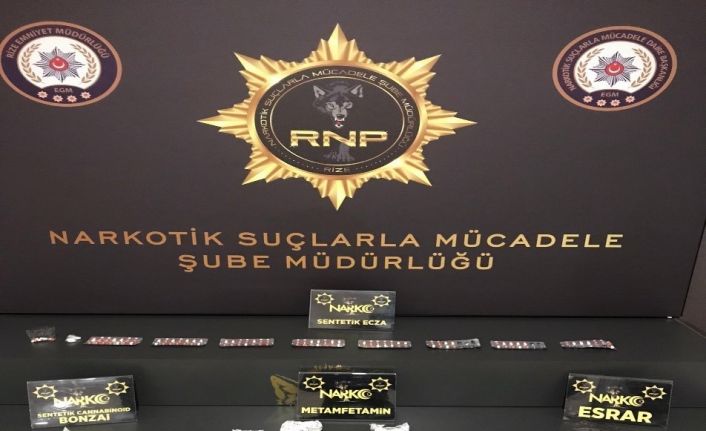 RİZE EMNİYET MÜDÜRLÜĞÜ
EGM
NARKOTİK SUÇLARLA MÜCADELE ŞUBE MÜDÜRLÜĞÜ
RNP
RİZE
NARKOTİK SUÇLARLA MÜCADELE DAİRE BAŞKANLIĞI
EGM
NARKOTİK SUÇLARLA MÜCADELE
ŞUBE MÜDÜRLÜĞÜ
NARKO
SENTETİK ECZA
NARKO
SENTETİK CANNABİNOİD
BONZAI
NARKO
METAMFETAMİN
NARKO
ESRAR